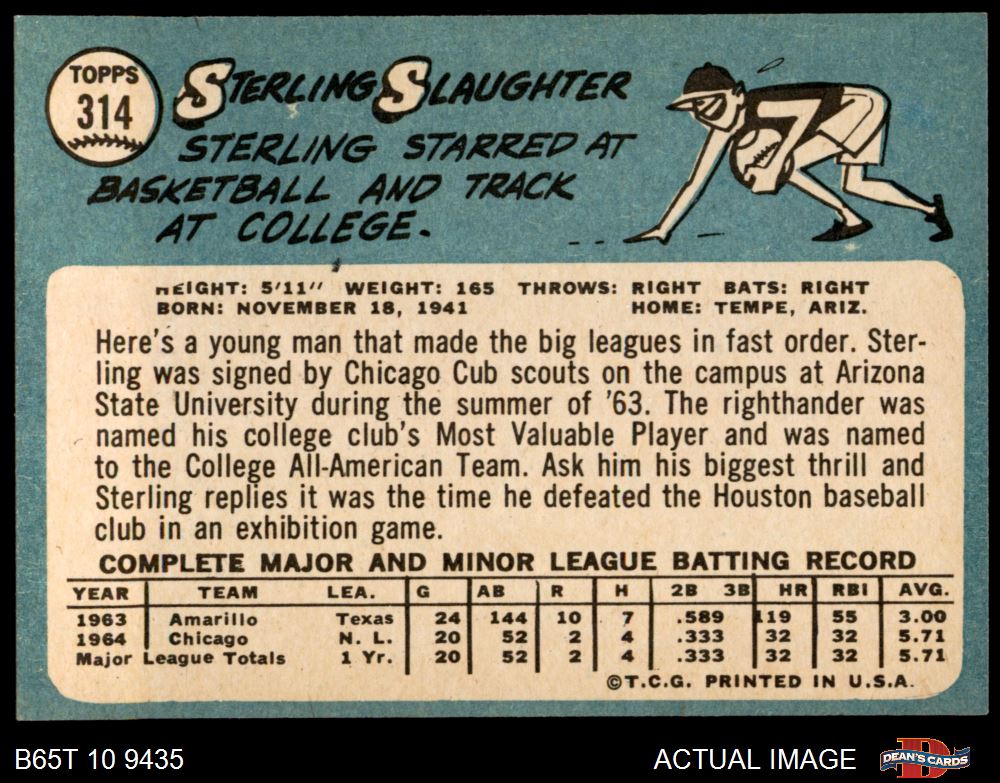 TOPPS
314
STERLING SLAUGHTER
STERLING STARRED AT
BASKETBALL AND TRACK
AT COLLEGE.
7
HEIGHT: 5'11" WEIGHT: 165 THROWS: RIGHT BATS: RIGHT
BORN: NOVEMBER 18, 1941 HOME: TEMPE, ARIZ.
Here's a young man that made the big leagues in fast order. Ster-
ling was signed by Chicago Cub scouts on the campus at Arizona
State University during the summer of '63. The righthander was
named his college club's Most Valuable Player and was named
to the College All-American Team. Ask him his biggest thrill and
Sterling replies it was the time he defeated the Houston baseball
club in an exhibition game.
COMPLETE MAJOR AND MINOR LEAGUE BATTING RECORD
YEAR TEAM LEA. G AB R H 2B 3B HR RBI AVG.
1963 Amarillo Texas 24 144 10 7 .589 119 55 3.00
1964 Chicago N. L. 20 52 2 4 .333 32 32 5.71
Major League Totals 1 Yr. 20 52 2 4 .333 32 32 5.71
©T.C.G. PRINTED IN U.S.A.
B65T 10 9435 ACTUAL IMAGE DEAN'S CARDS